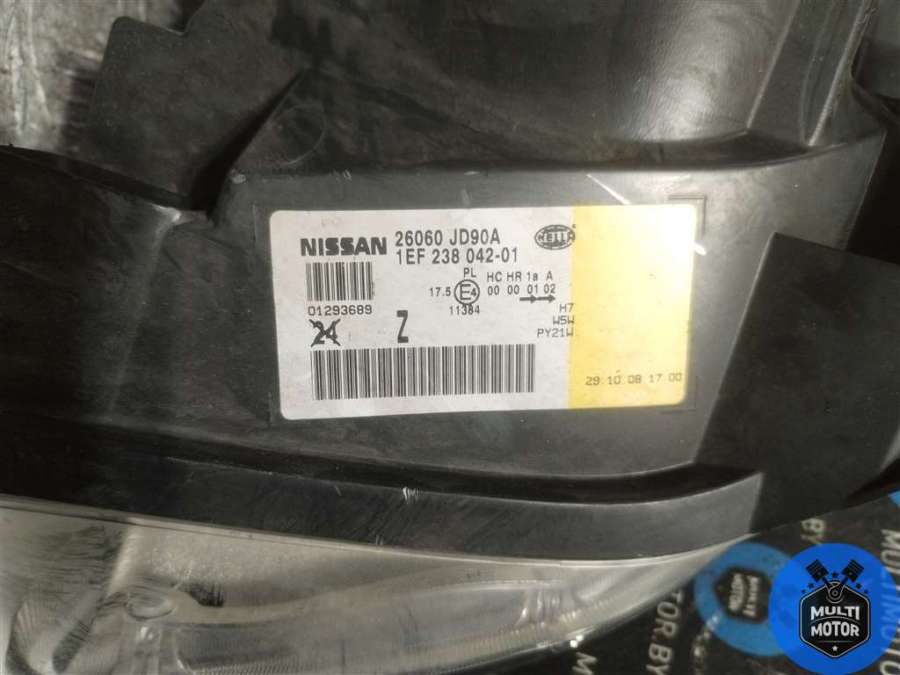 NISSAN 26060 JD90A HELLA
1EF 238 042-01
PL HC HR 1a A
17.5 E4 00 00 01 02
01293689 11384 H7
24 Z W5W
PY21W
29.10.08 17:00
MULTI
MOTOR